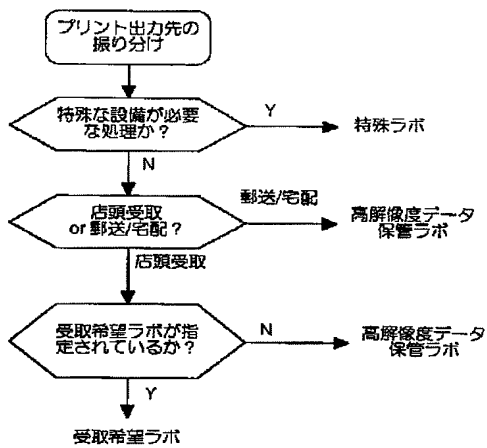 プリント出力先の
振り分け
特殊な設備が必要
な処理か？
Y
特殊ラボ
N
店頭受取
or 郵送/宅配？
郵送/宅配
高解像度データ
保管ラボ
店頭受取
受取希望ラボが指
定されているか？
N
高解像度データ
保管ラボ
Y
受取希望ラボ